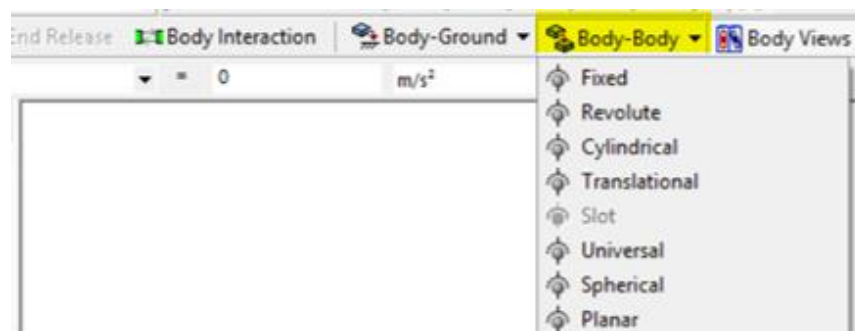 End Release Body Interaction Body-Ground Body-Body Body Views
= 0 m/s²
Fixed
Revolute
Cylindrical
Translational
Slot
Universal
Spherical
Planar